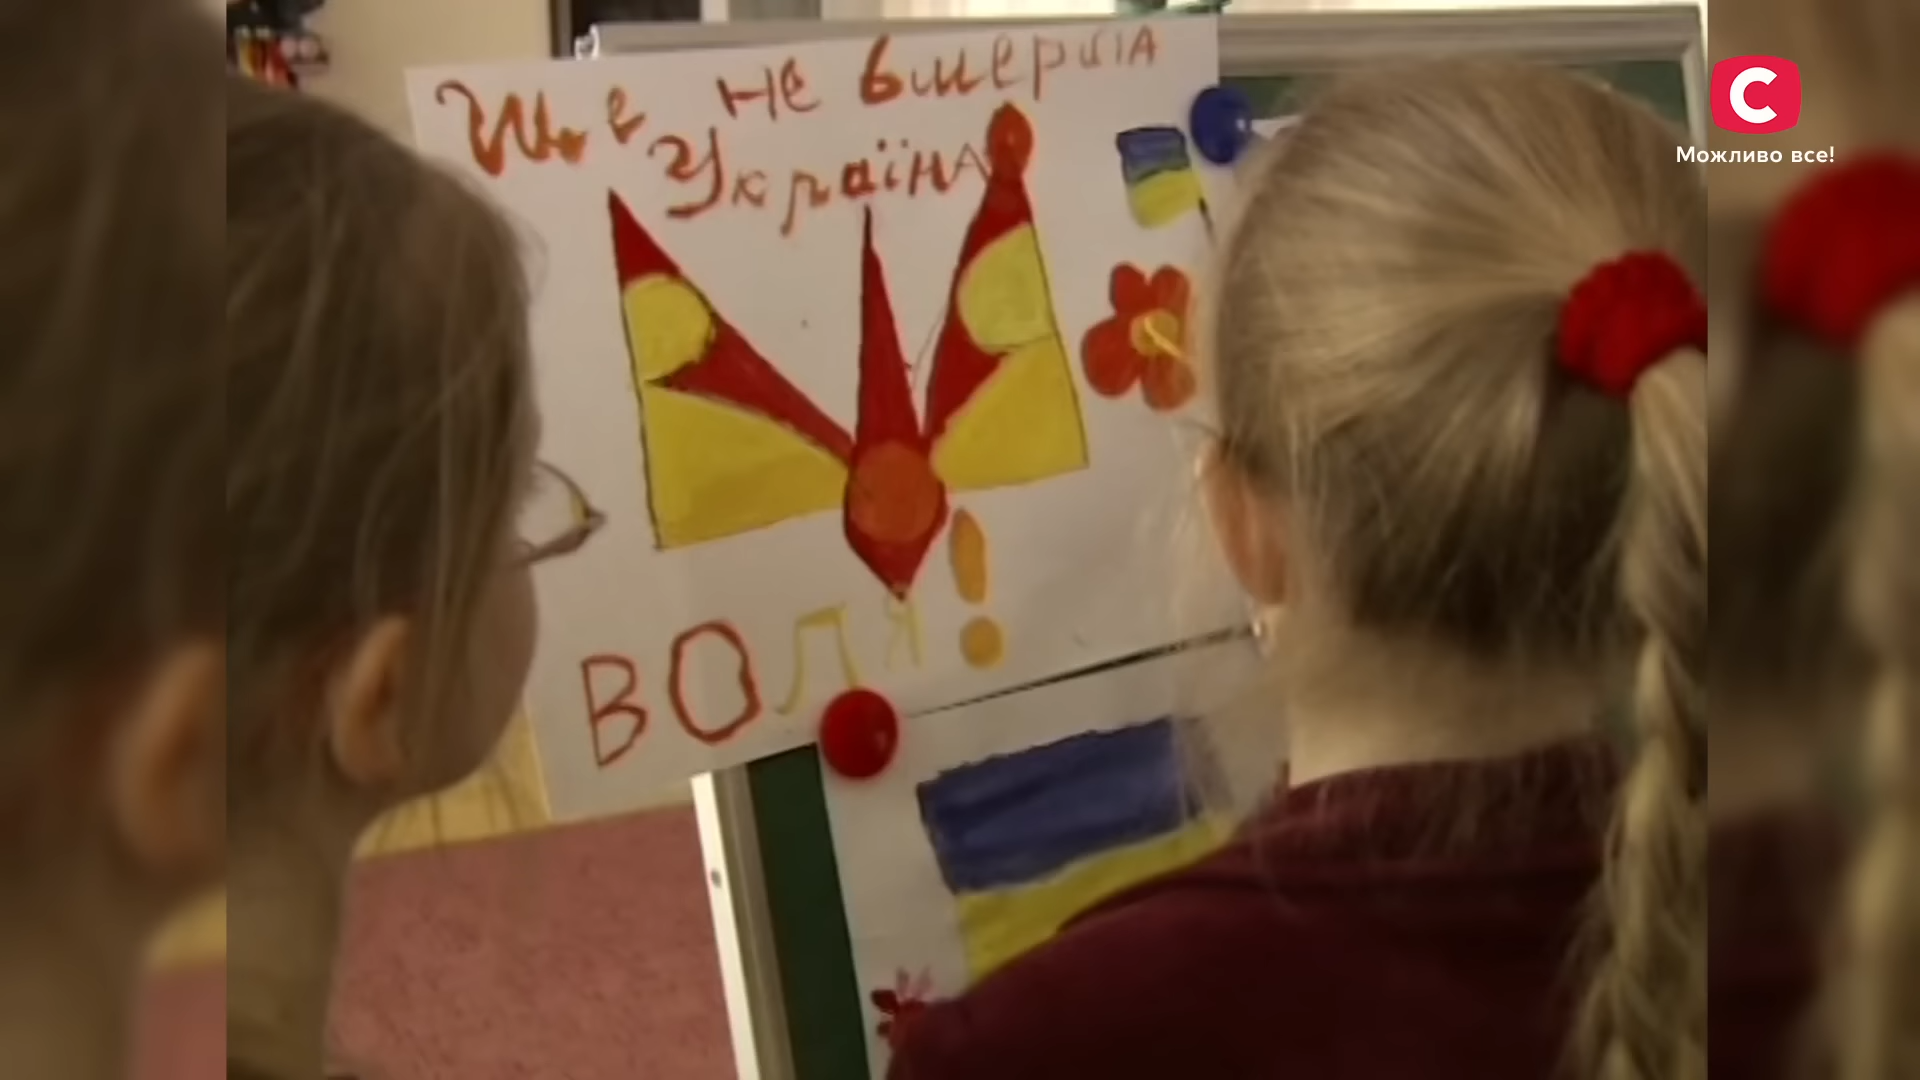 Ще не вмерла
Україна
ВОЛЯ!
С
Можливо все!